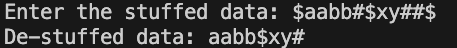 Enter the stuffed data: $aabb#$xy##$
De-stuffed data: aabb$xy#